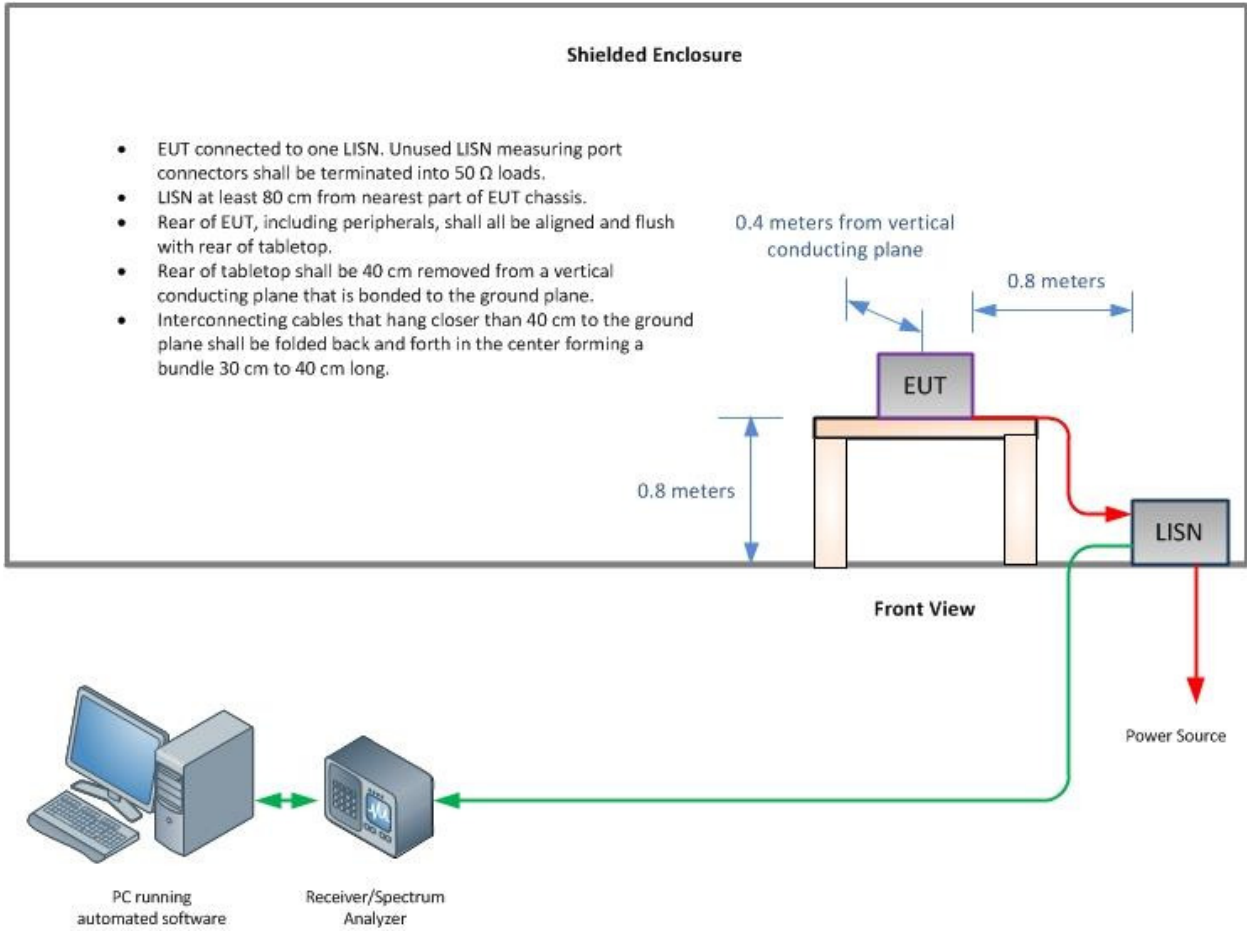 Shielded Enclosure
• EUT connected to one LISN. Unused LISN measuring port
connectors shall be terminated into 50 Ω loads.
• LISN at least 80 cm from nearest part of EUT chassis.
• Rear of EUT, including peripherals, shall all be aligned and flush
with rear of tabletop.
• Rear of tabletop shall be 40 cm removed from a vertical
conducting plane that is bonded to the ground plane.
• Interconnecting cables that hang closer than 40 cm to the ground
plane shall be folded back and forth in the center forming a
bundle 30 cm to 40 cm long.
0.4 meters from vertical
conducting plane
0.8 meters
EUT
0.8 meters
LISN
Front View
Power Source
PC running
automated software
Receiver/Spectrum
Analyzer